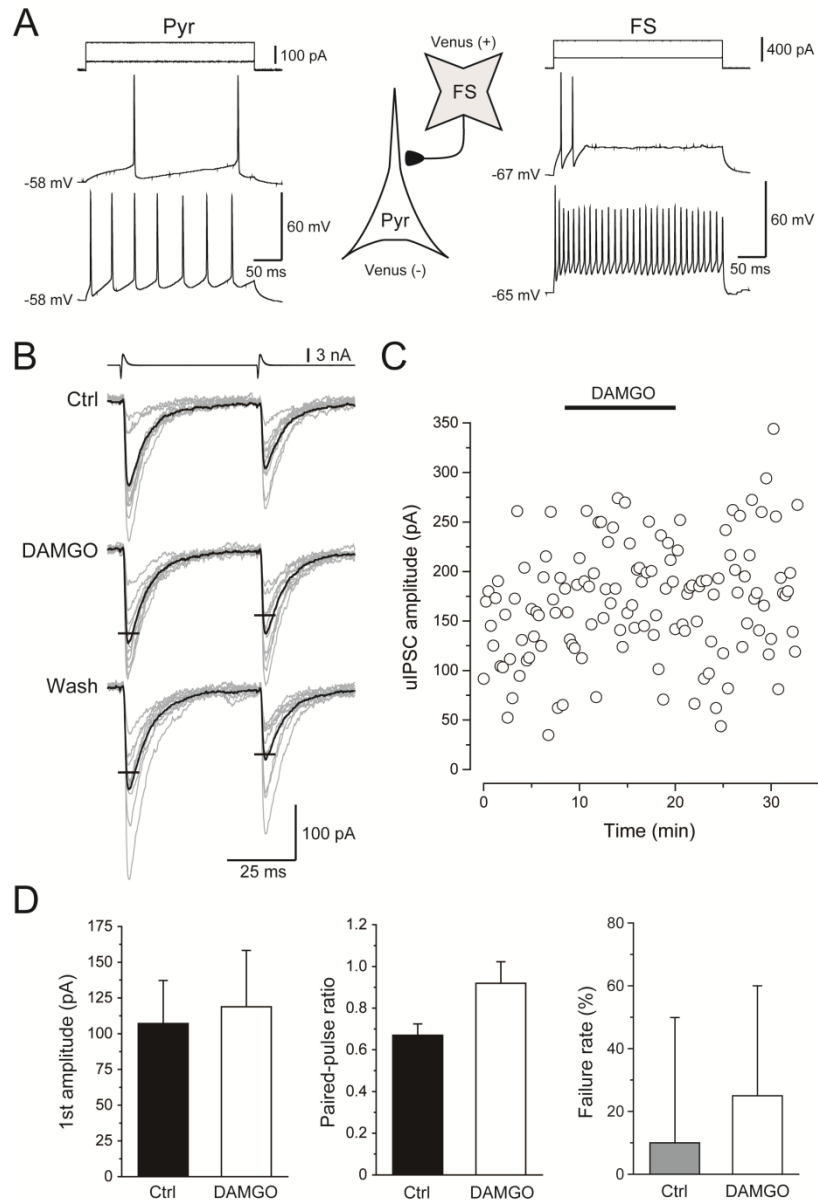 A
Pyr
100 pA
-58 mV
-58 mV
60 mV
50 ms
Venus (+)
FS
Pyr
Venus (-)
FS
400 pA
-67 mV
60 mV
50 ms
-65 mV
B
3 nA
Ctrl
DAMGO
Wash
100 pA
25 ms
C
DAMGO
350
300
250
200
150
100
50
0
uIPSC amplitude (pA)
0 10 20 30
Time (min)
D
175
150
125
100
75
50
25
0
1st amplitude (pA)
Ctrl DAMGO
1.2
1.0
0.8
0.6
0.4
0.2
0
Paired-pulse ratio
Ctrl DAMGO
80
60
40
20
0
Failure rate (%)
Ctrl DAMGO